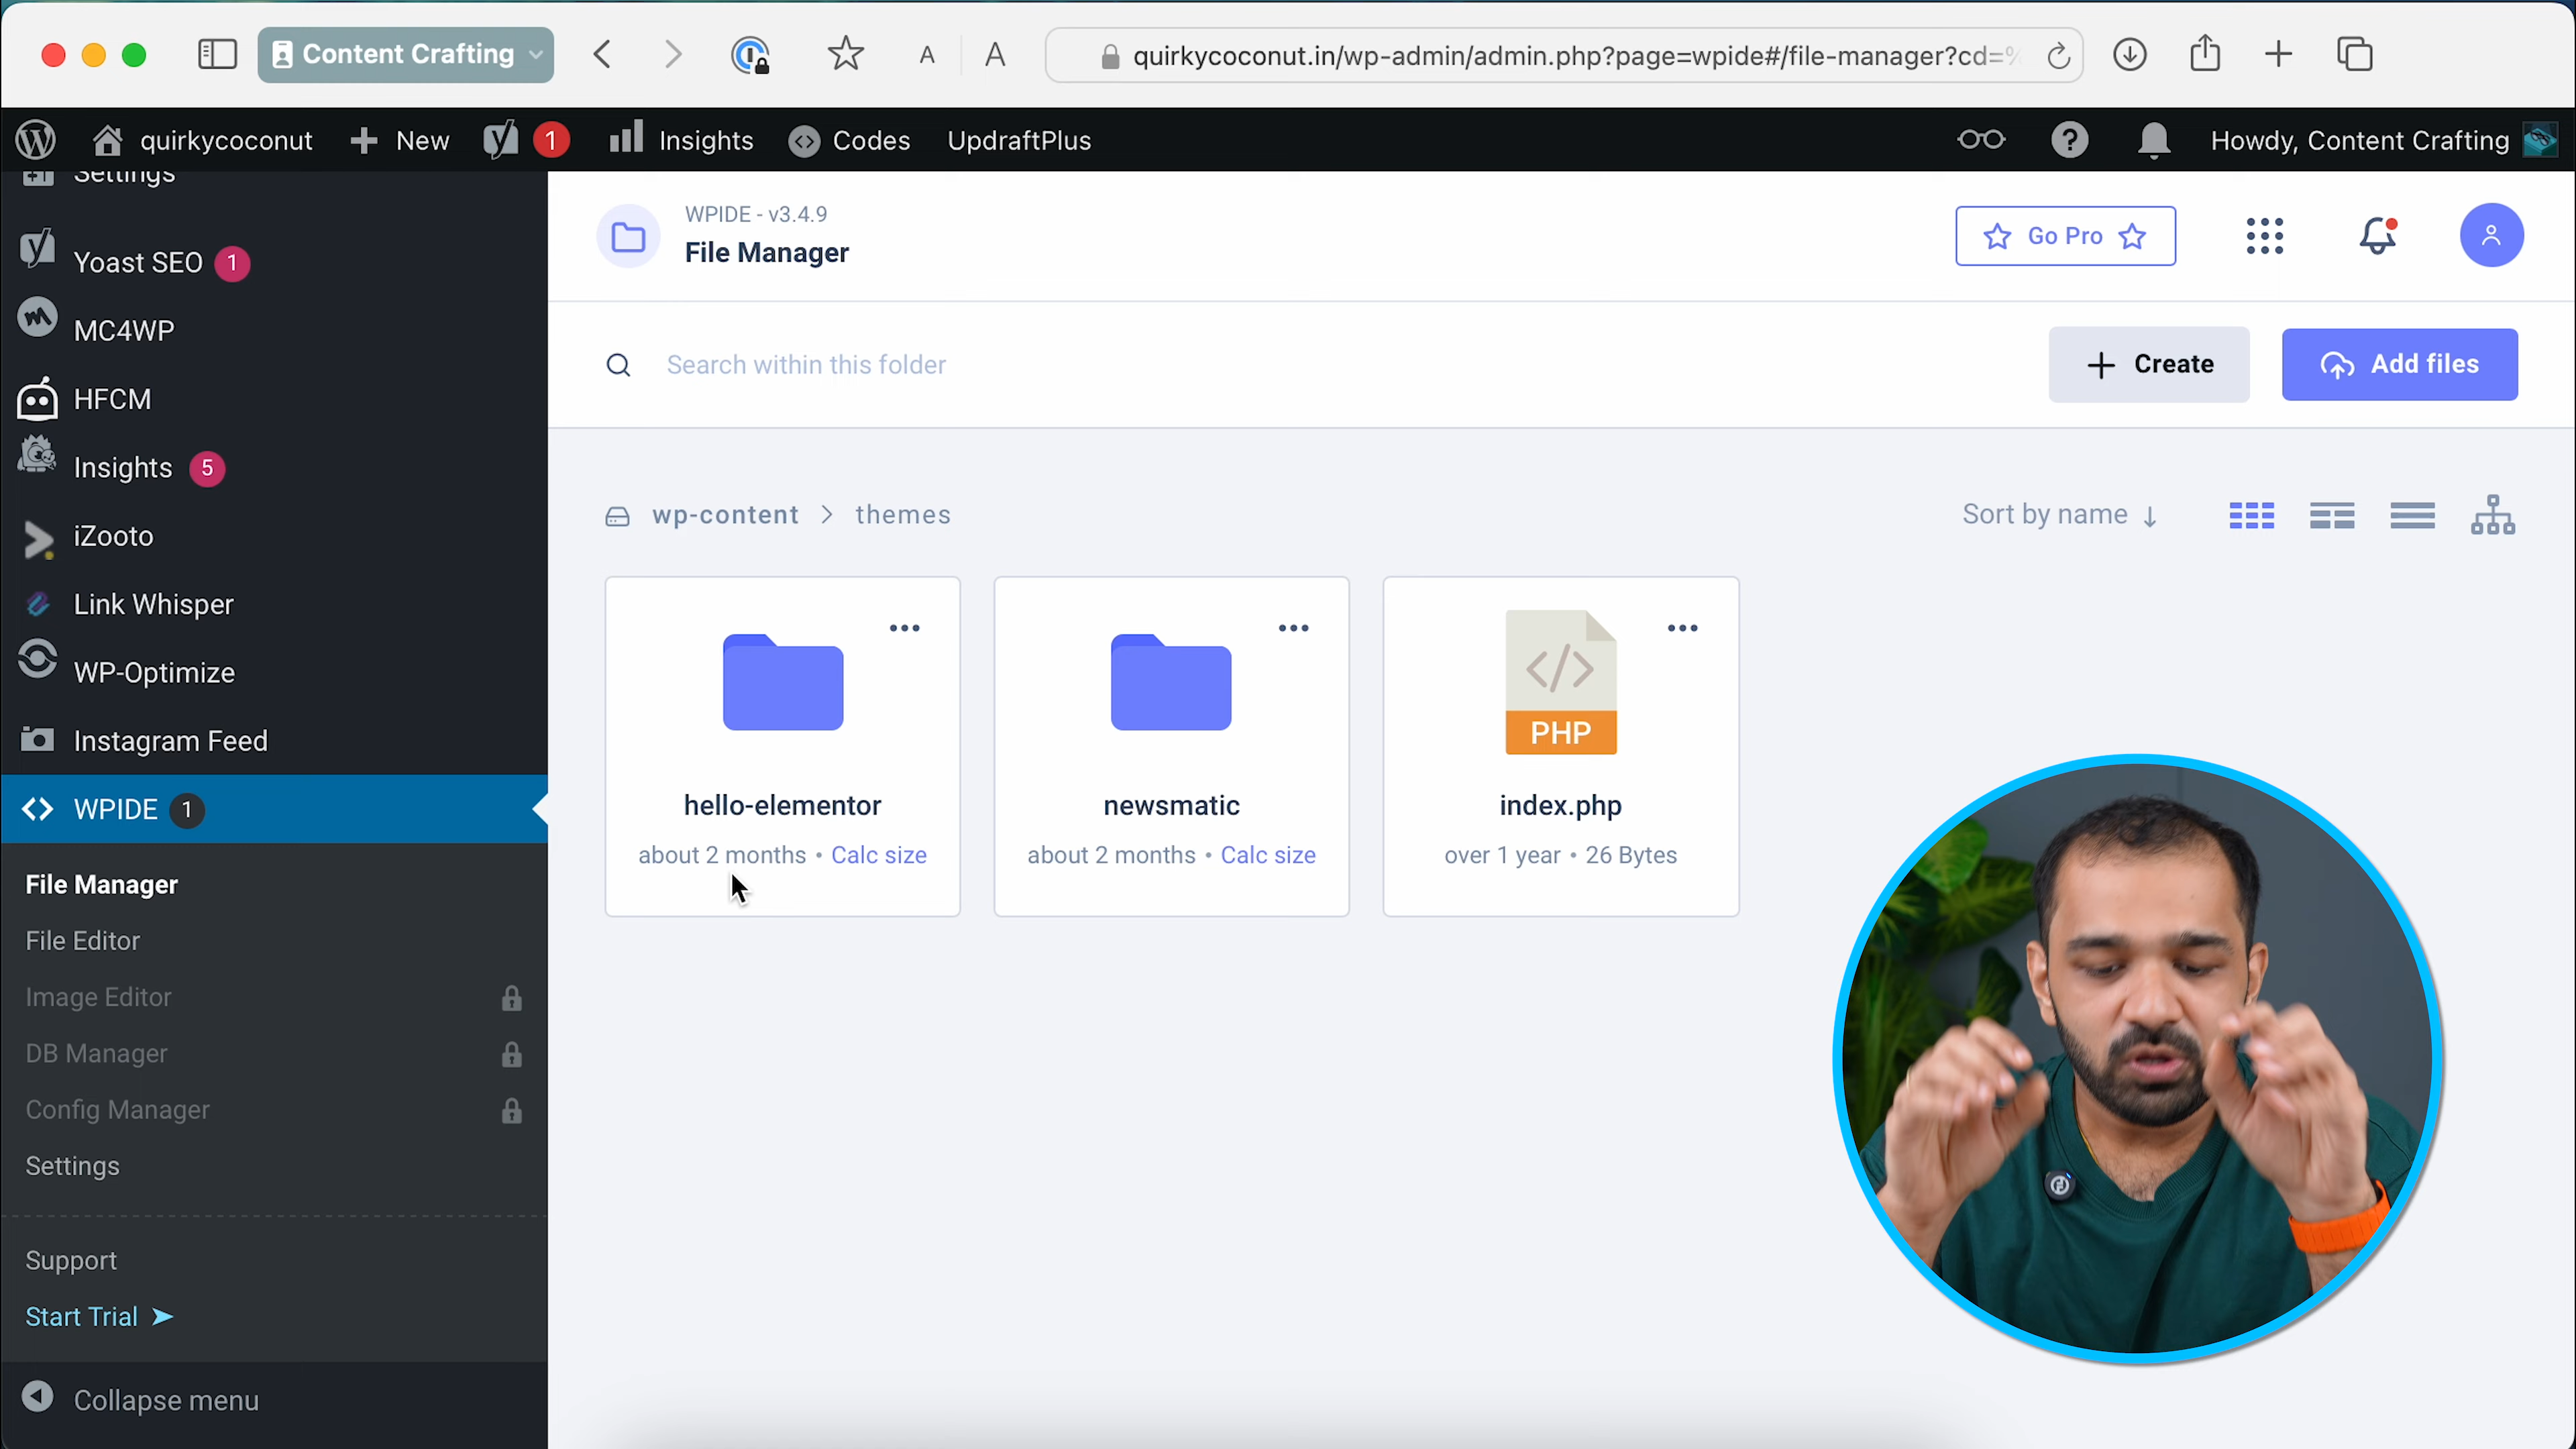 Content Crafting
A A
quirkycoconut.in/wp-admin/admin.php?page=wpide#/file-manager?cd=%
quirkycoconut New 1 Insights Codes UpdraftPlus Howdy, Content Crafting
Settings
Yoast SEO 1
MC4WP
HFCM
Insights 5
iZooto
Link Whisper
WP-Optimize
Instagram Feed
WPIDE 1
File Manager
File Editor
Image Editor
DB Manager
Config Manager
Settings
Support
Start Trial
Collapse menu
WPIDE - v3.4.9
File Manager
Go Pro
Search within this folder
Create
Add files
wp-content > themes
Sort by name ↓
hello-elementor
about 2 months • Calc size
newsmatic
about 2 months • Calc size
PHP
index.php
over 1 year • 26 Bytes